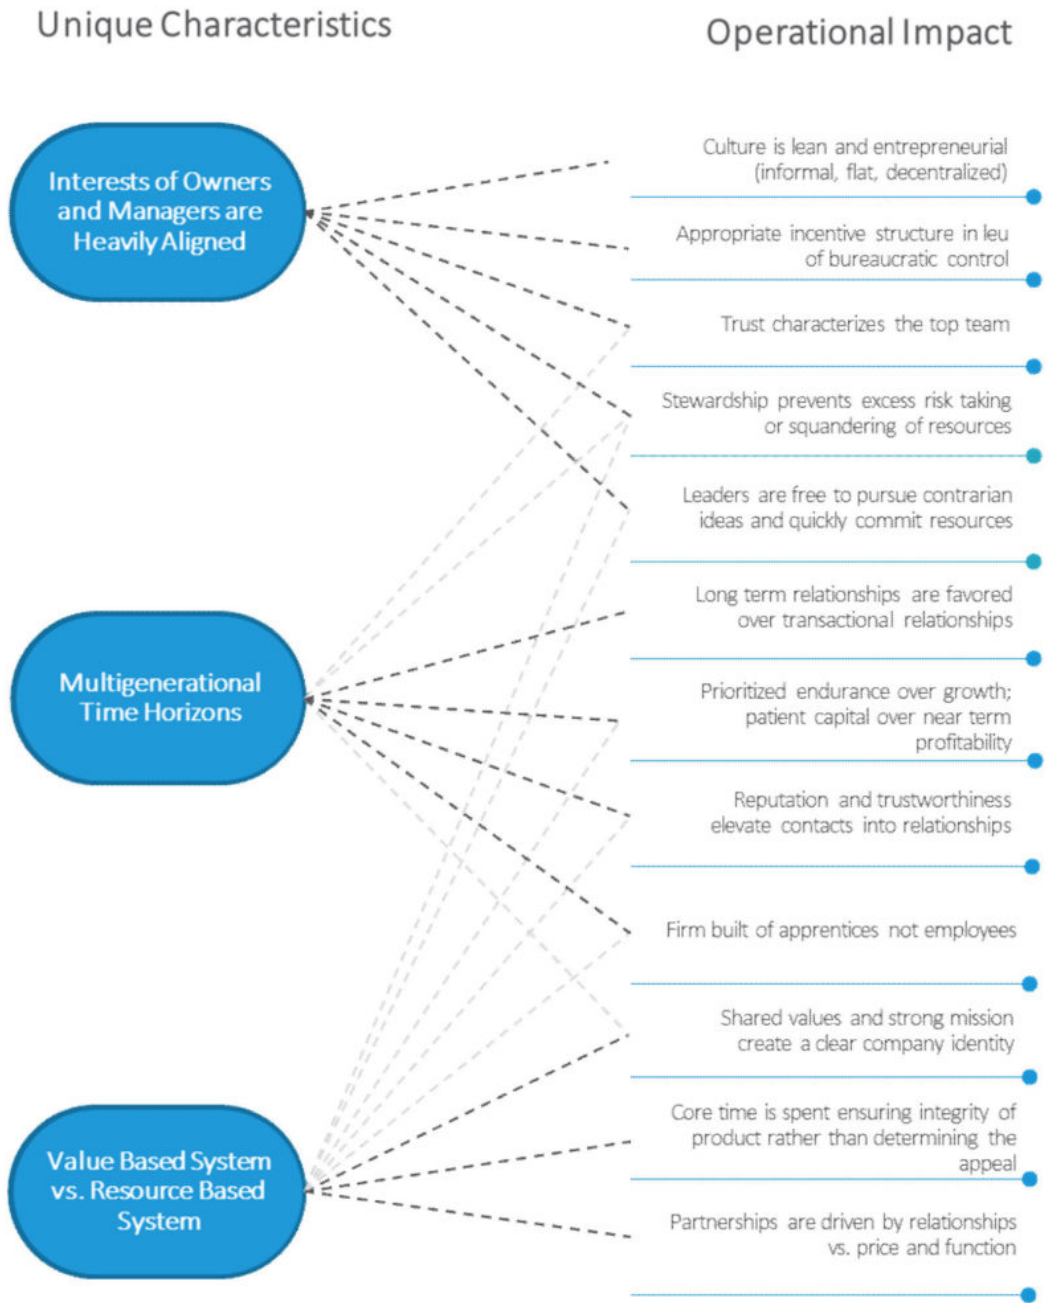 Unique Characteristics
Operational Impact
Interests of Owners
and Managers are
Heavily Aligned
Culture is lean and entrepreneurial
(informal, flat, decentralized)
Appropriate incentive structure in leu
of bureaucratic control
Trust characterizes the top team
Stewardship prevents excess risk taking
or squandering of resources
Leaders are free to pursue contrarian
ideas and quickly commit resources
Multigenerational
Time Horizons
Long term relationships are favored
over transactional relationships
Prioritized endurance over growth;
patient capital over near term
profitability
Reputation and trustworthiness
elevate contacts into relationships
Firm built of apprentices not employees
Value Based System
vs. Resource Based
System
Shared values and strong mission
create a clear company identity
Core time is spent ensuring integrity of
product rather than determining the
appeal
Partnerships are driven by relationships
vs. price and function